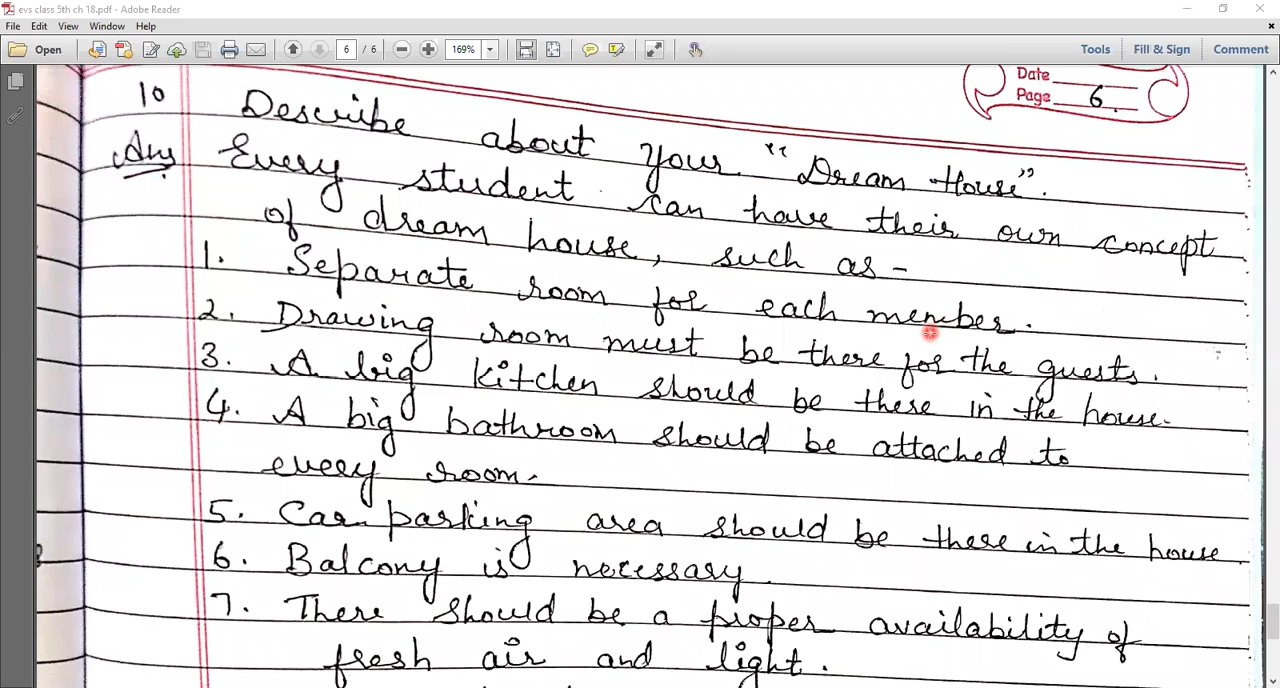 evs class 5th ch 18.pdf - Adobe Reader
File Edit View Window Help
Open 6 / 6 169% Tools Fill & Sign Comment
Date
Page 6.
10 Describe about your "Dream House".
Ans Every student can have their own concept
of dream house, such as -
1. Separate room for each member.
2. Drawing room must be there for the guests.
3. A big kitchen should be there in the house.
4. A big bathroom should be attached to
every room.
5. Car parking area should be there in the house.
6. Balcony is necessary.
7. There should be a proper availability of
fresh air and light.